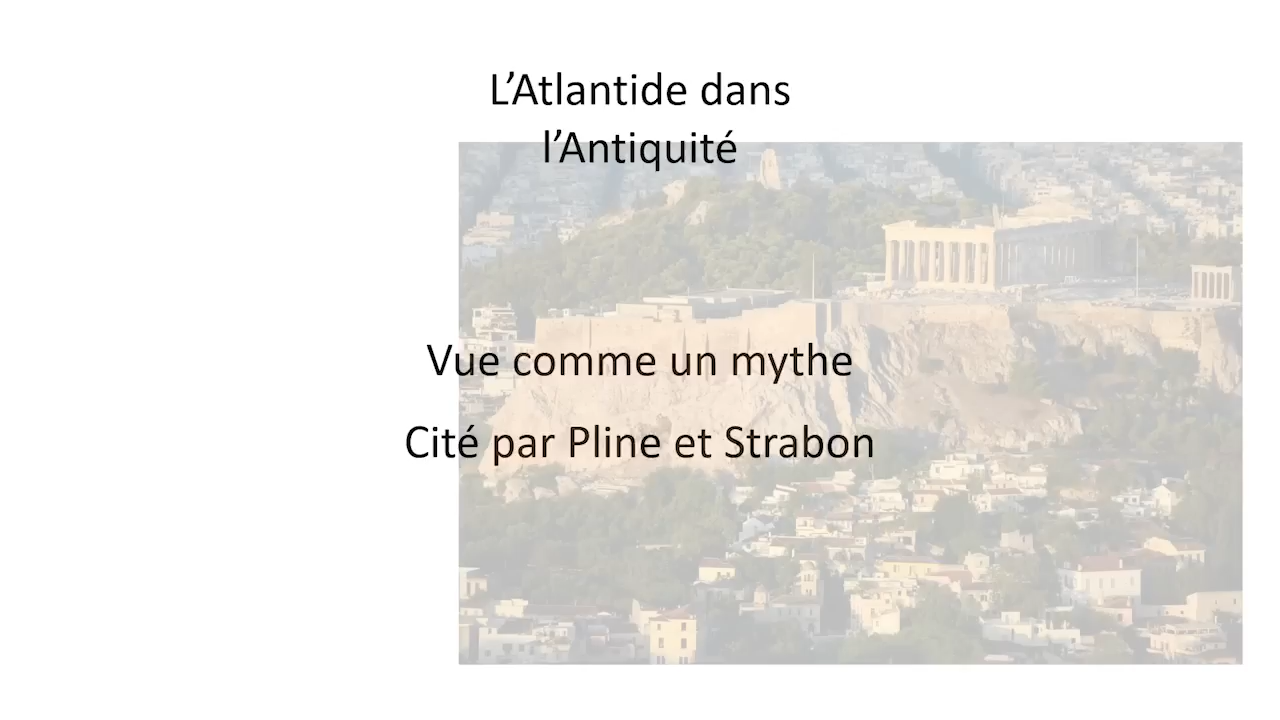 L’Atlantide dans
l’Antiquité
Vue comme un mythe
Cité par Pline et Strabon